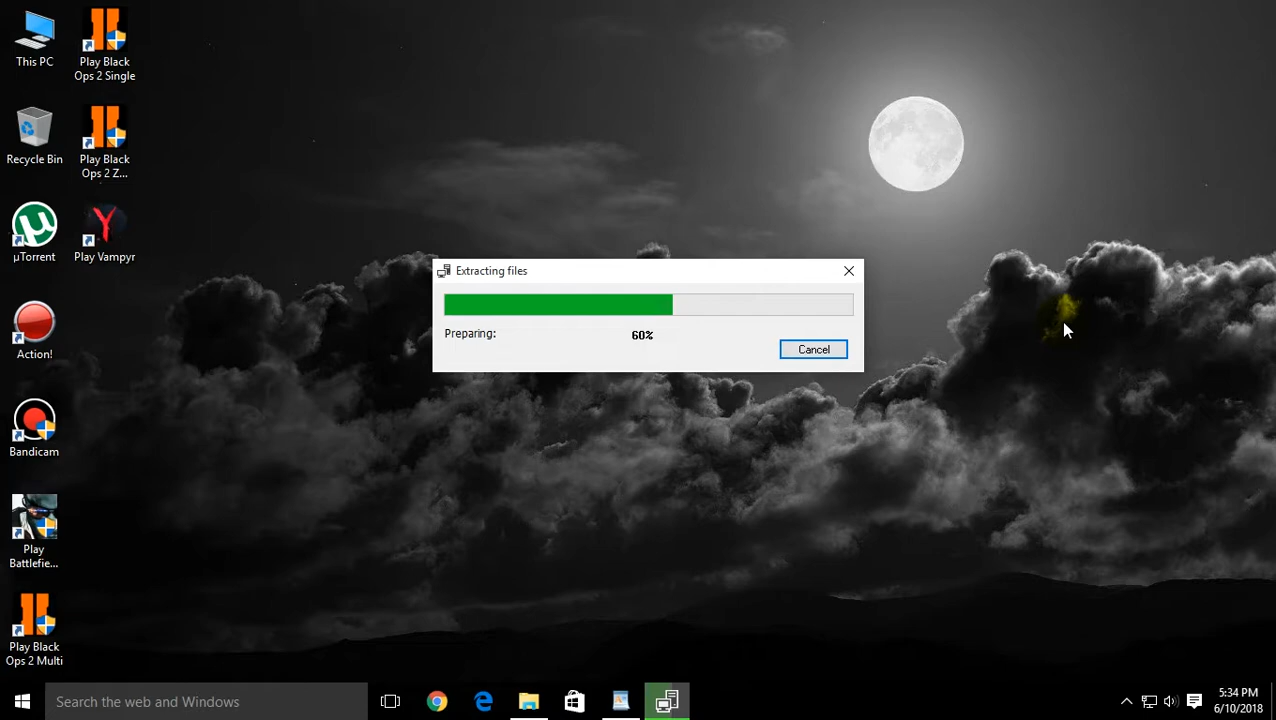 This PC
Play Black
Ops 2 Single
Recycle Bin
Play Black
Ops 2 Z...
µTorrent
Play Vampyr
Action!
Bandicam
Play
Battlefie...
Play Black
Ops 2 Multi
Extracting files
Preparing:
60%
Cancel
Search the web and Windows
5:34 PM
6/10/2018